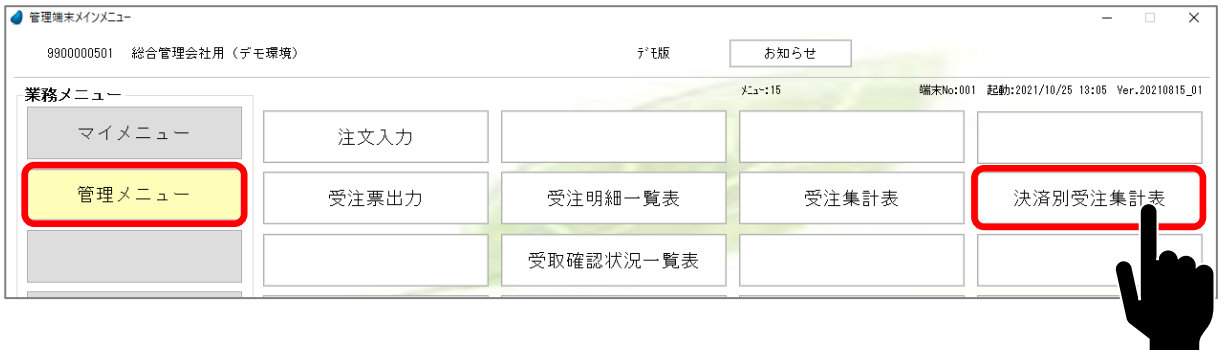 管理端末メインメニュー
9900000501 総合管理会社用（デモ環境） ﾃﾞﾓ版 お知らせ
業務メニュー ﾒﾆｭｰ:15 端末No:001 起動:2021/10/25 13:05 Ver.20210815_01
マイメニュー 注文入力
管理メニュー 受注票出力 受注明細一覧表 受注集計表 決済別受注集計表
受取確認状況一覧表